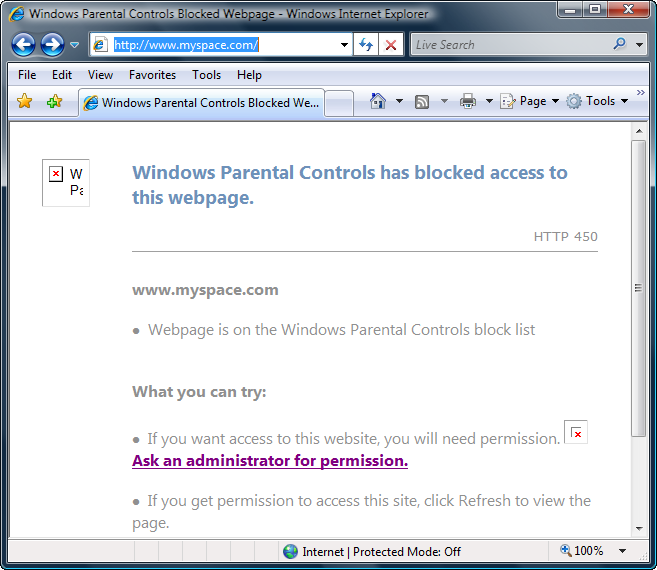 Windows Parental Controls Blocked Webpage - Windows Internet Explorer
http://www.myspace.com/
Live Search
File Edit View Favorites Tools Help
Windows Parental Controls Blocked We...
Page Tools
W
Pa
Windows Parental Controls has blocked access to
this webpage.
HTTP 450
www.myspace.com
• Webpage is on the Windows Parental Controls block list
What you can try:
• If you want access to this website, you will need permission.
Ask an administrator for permission.
• If you get permission to access this site, click Refresh to view the
page.
Internet | Protected Mode: Off
100%